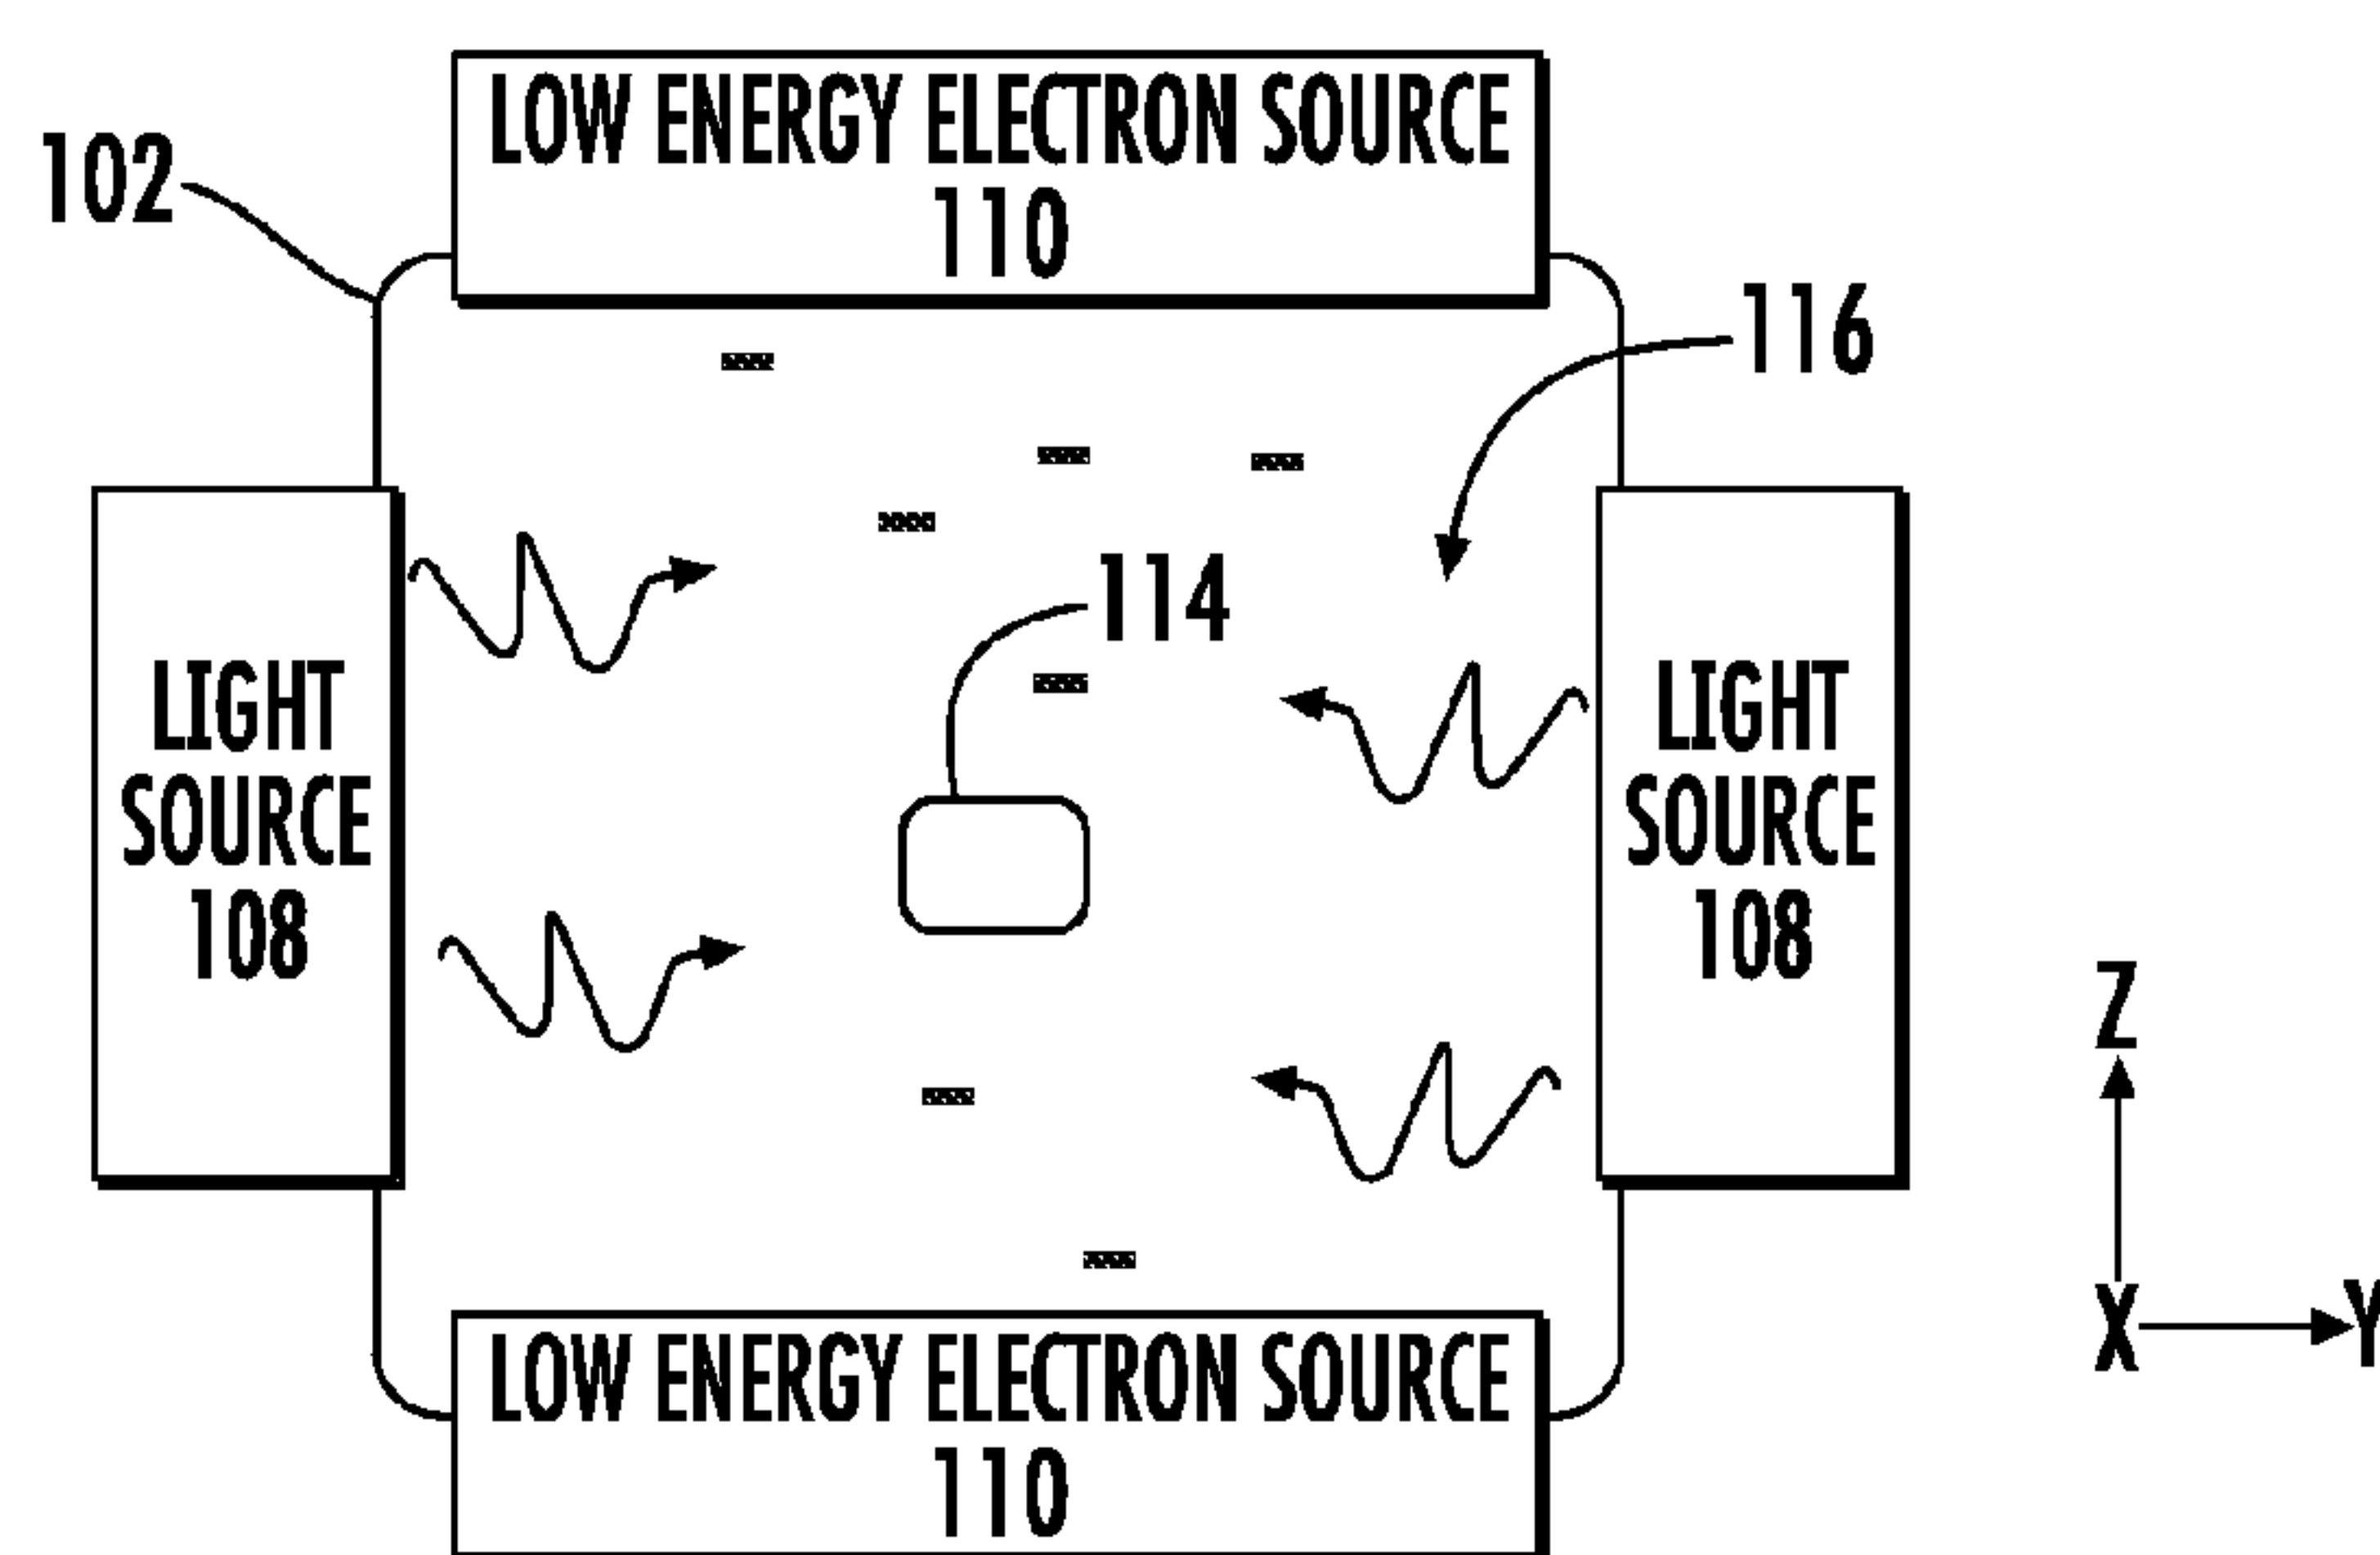 LOW ENERGY ELECTRON SOURCE
110
102
116
114
LIGHT
SOURCE
108
LIGHT
SOURCE
108
Z
X
Y
LOW ENERGY ELECTRON SOURCE
110